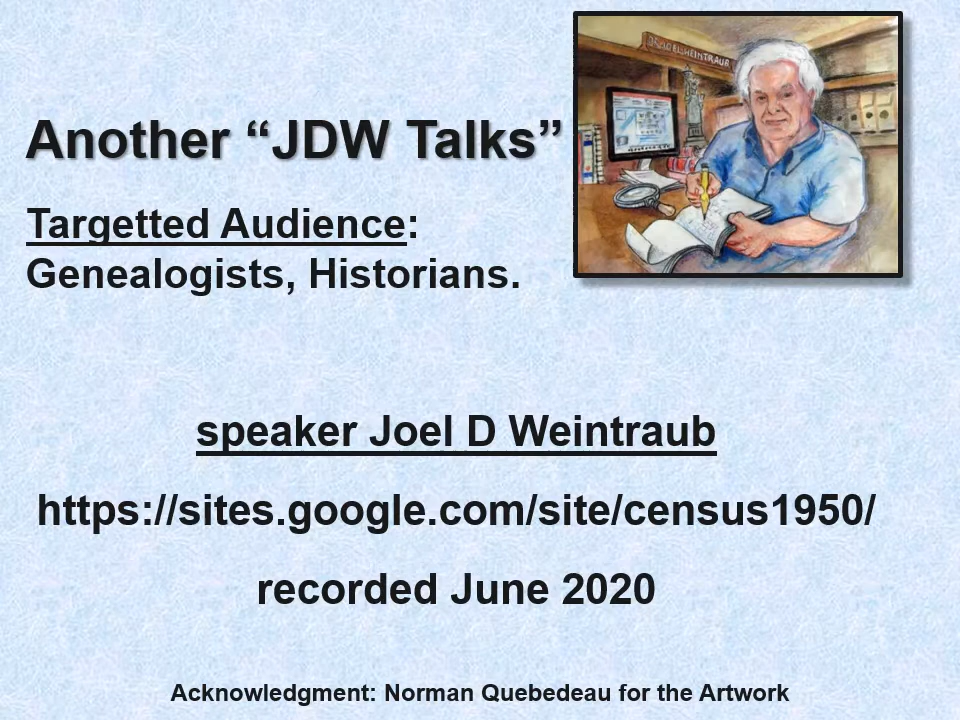 Another “JDW Talks”
Targetted Audience:
Genealogists, Historians.
speaker Joel D Weintraub
https://sites.google.com/site/census1950/
recorded June 2020
Acknowledgment: Norman Quebedeau for the Artwork